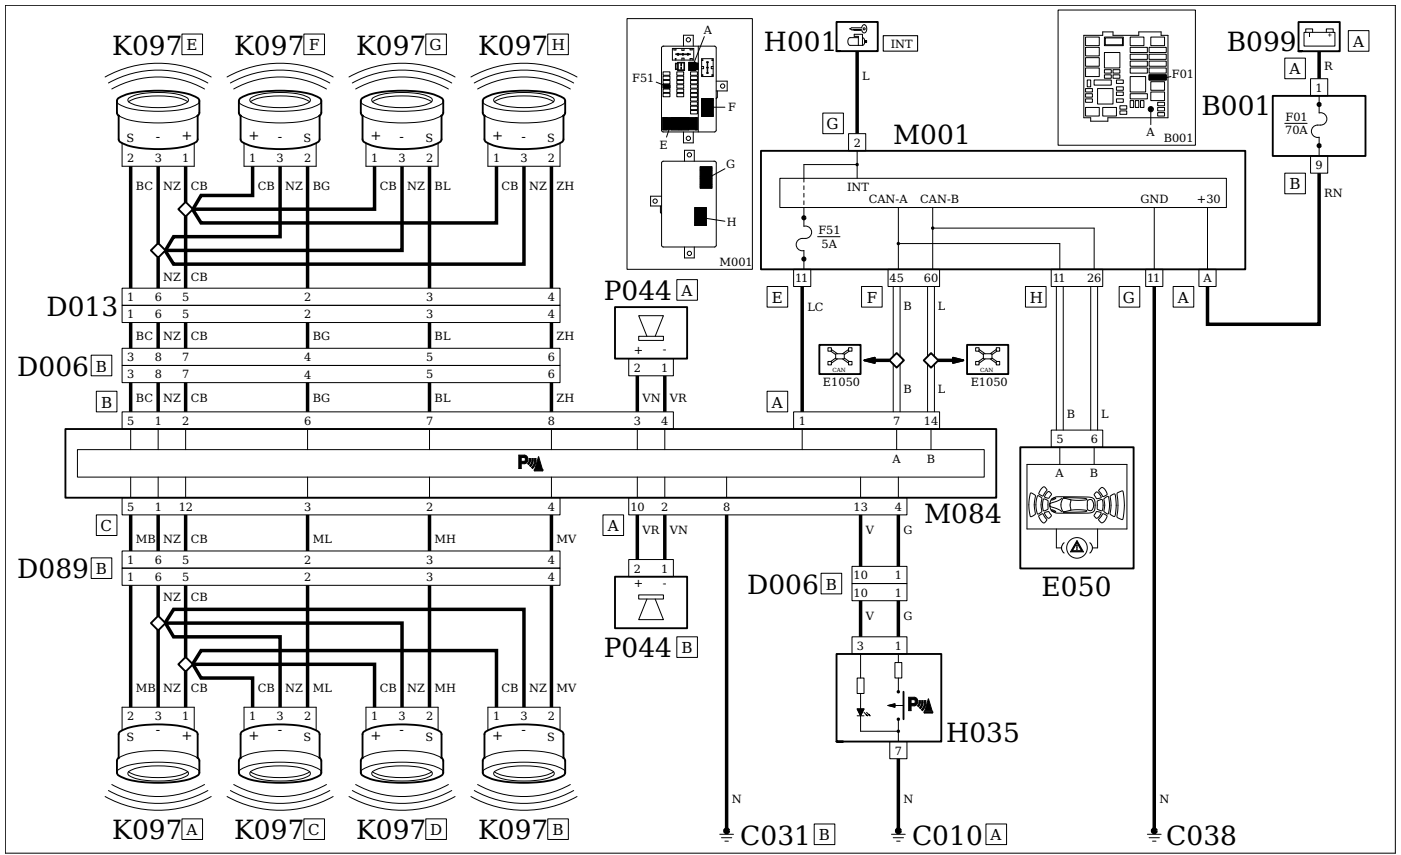 K097 E K097 F K097 G K097 H
S - + + - S + - S + - S
2 3 1 1 3 2 1 3 2 1 3 2
BC NZ CB CB NZ BG CB NZ BL CB NZ ZH
NZ CB
D013
1 6 5 2 3 4
1 6 5 2 3 4
BC NZ CB BG BL ZH
D006 B
3 8 7 4 5 6
3 8 7 4 5 6
BC NZ CB BG BL ZH
B
5 1 2 6 7 8 3 4
A
F51
F
E
G
H
M001
P044 A
+ -
2 1
VN VR
H001 INT
L
G
2
M001
INT
CAN-A CAN-B GND +30
F51
5A
E 11 F 45 60 H 11 26 G 11 A A
F01
A
B001
B099 A
R
A
1
B001
F01
70A
9
B
RN
LC B L
CAN
E1050
CAN
E1050
B L
A
1 7 14
A B
P
M084
B L
5 6
A B
E050
C
5 1 12 3 2 4
MB NZ CB ML MH MV
D089 B
1 6 5 2 3 4
1 6 5 2 3 4
NZ CB
MB NZ CB CB NZ ML CB NZ MH CB NZ MV
2 3 1 1 3 2 1 3 2 1 3 2
S - + + - S + - S + - S
K097 A K097 C K097 D K097 B
A
10 2 8 13 4
VR VN
2 1
+ -
P044 B
V G
D006 B
10 1
10 1
V G
3 1
P
H035
7
N
C031 B
N
C010 A
N
C038